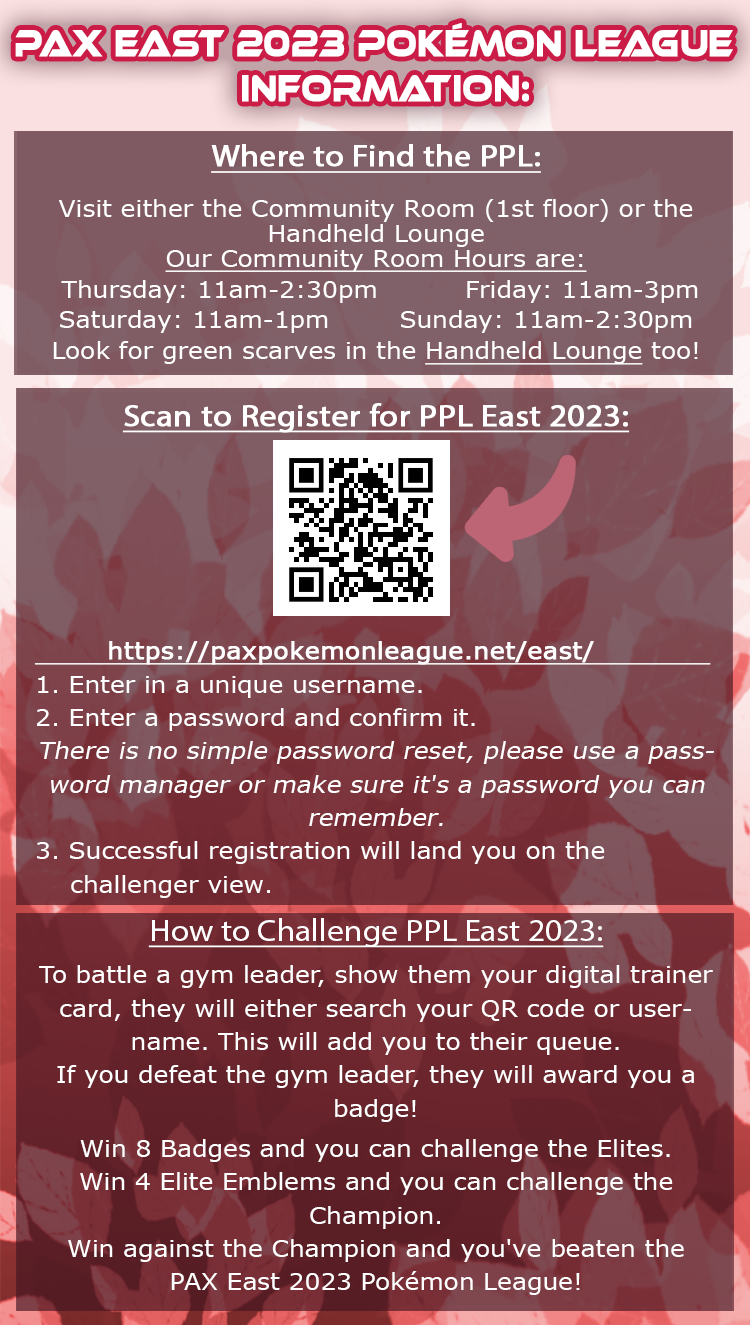 PAX EAST 2023 POKÉMON LEAGUE
INFORMATION:
Where to Find the PPL:
Visit either the Community Room (1st floor) or the
Handheld Lounge
Our Community Room Hours are:
Thursday: 11am-2:30pm Friday: 11am-3pm
Saturday: 11am-1pm Sunday: 11am-2:30pm
Look for green scarves in the Handheld Lounge too!
Scan to Register for PPL East 2023:
https://paxpokemonleague.net/east/
1. Enter in a unique username.
2. Enter a password and confirm it.
There is no simple password reset, please use a pass-
word manager or make sure it's a password you can
remember.
3. Successful registration will land you on the
challenger view.
How to Challenge PPL East 2023:
To battle a gym leader, show them your digital trainer
card, they will either search your QR code or user-
name. This will add you to their queue.
If you defeat the gym leader, they will award you a
badge!
Win 8 Badges and you can challenge the Elites.
Win 4 Elite Emblems and you can challenge the
Champion.
Win against the Champion and you've beaten the
PAX East 2023 Pokémon League!